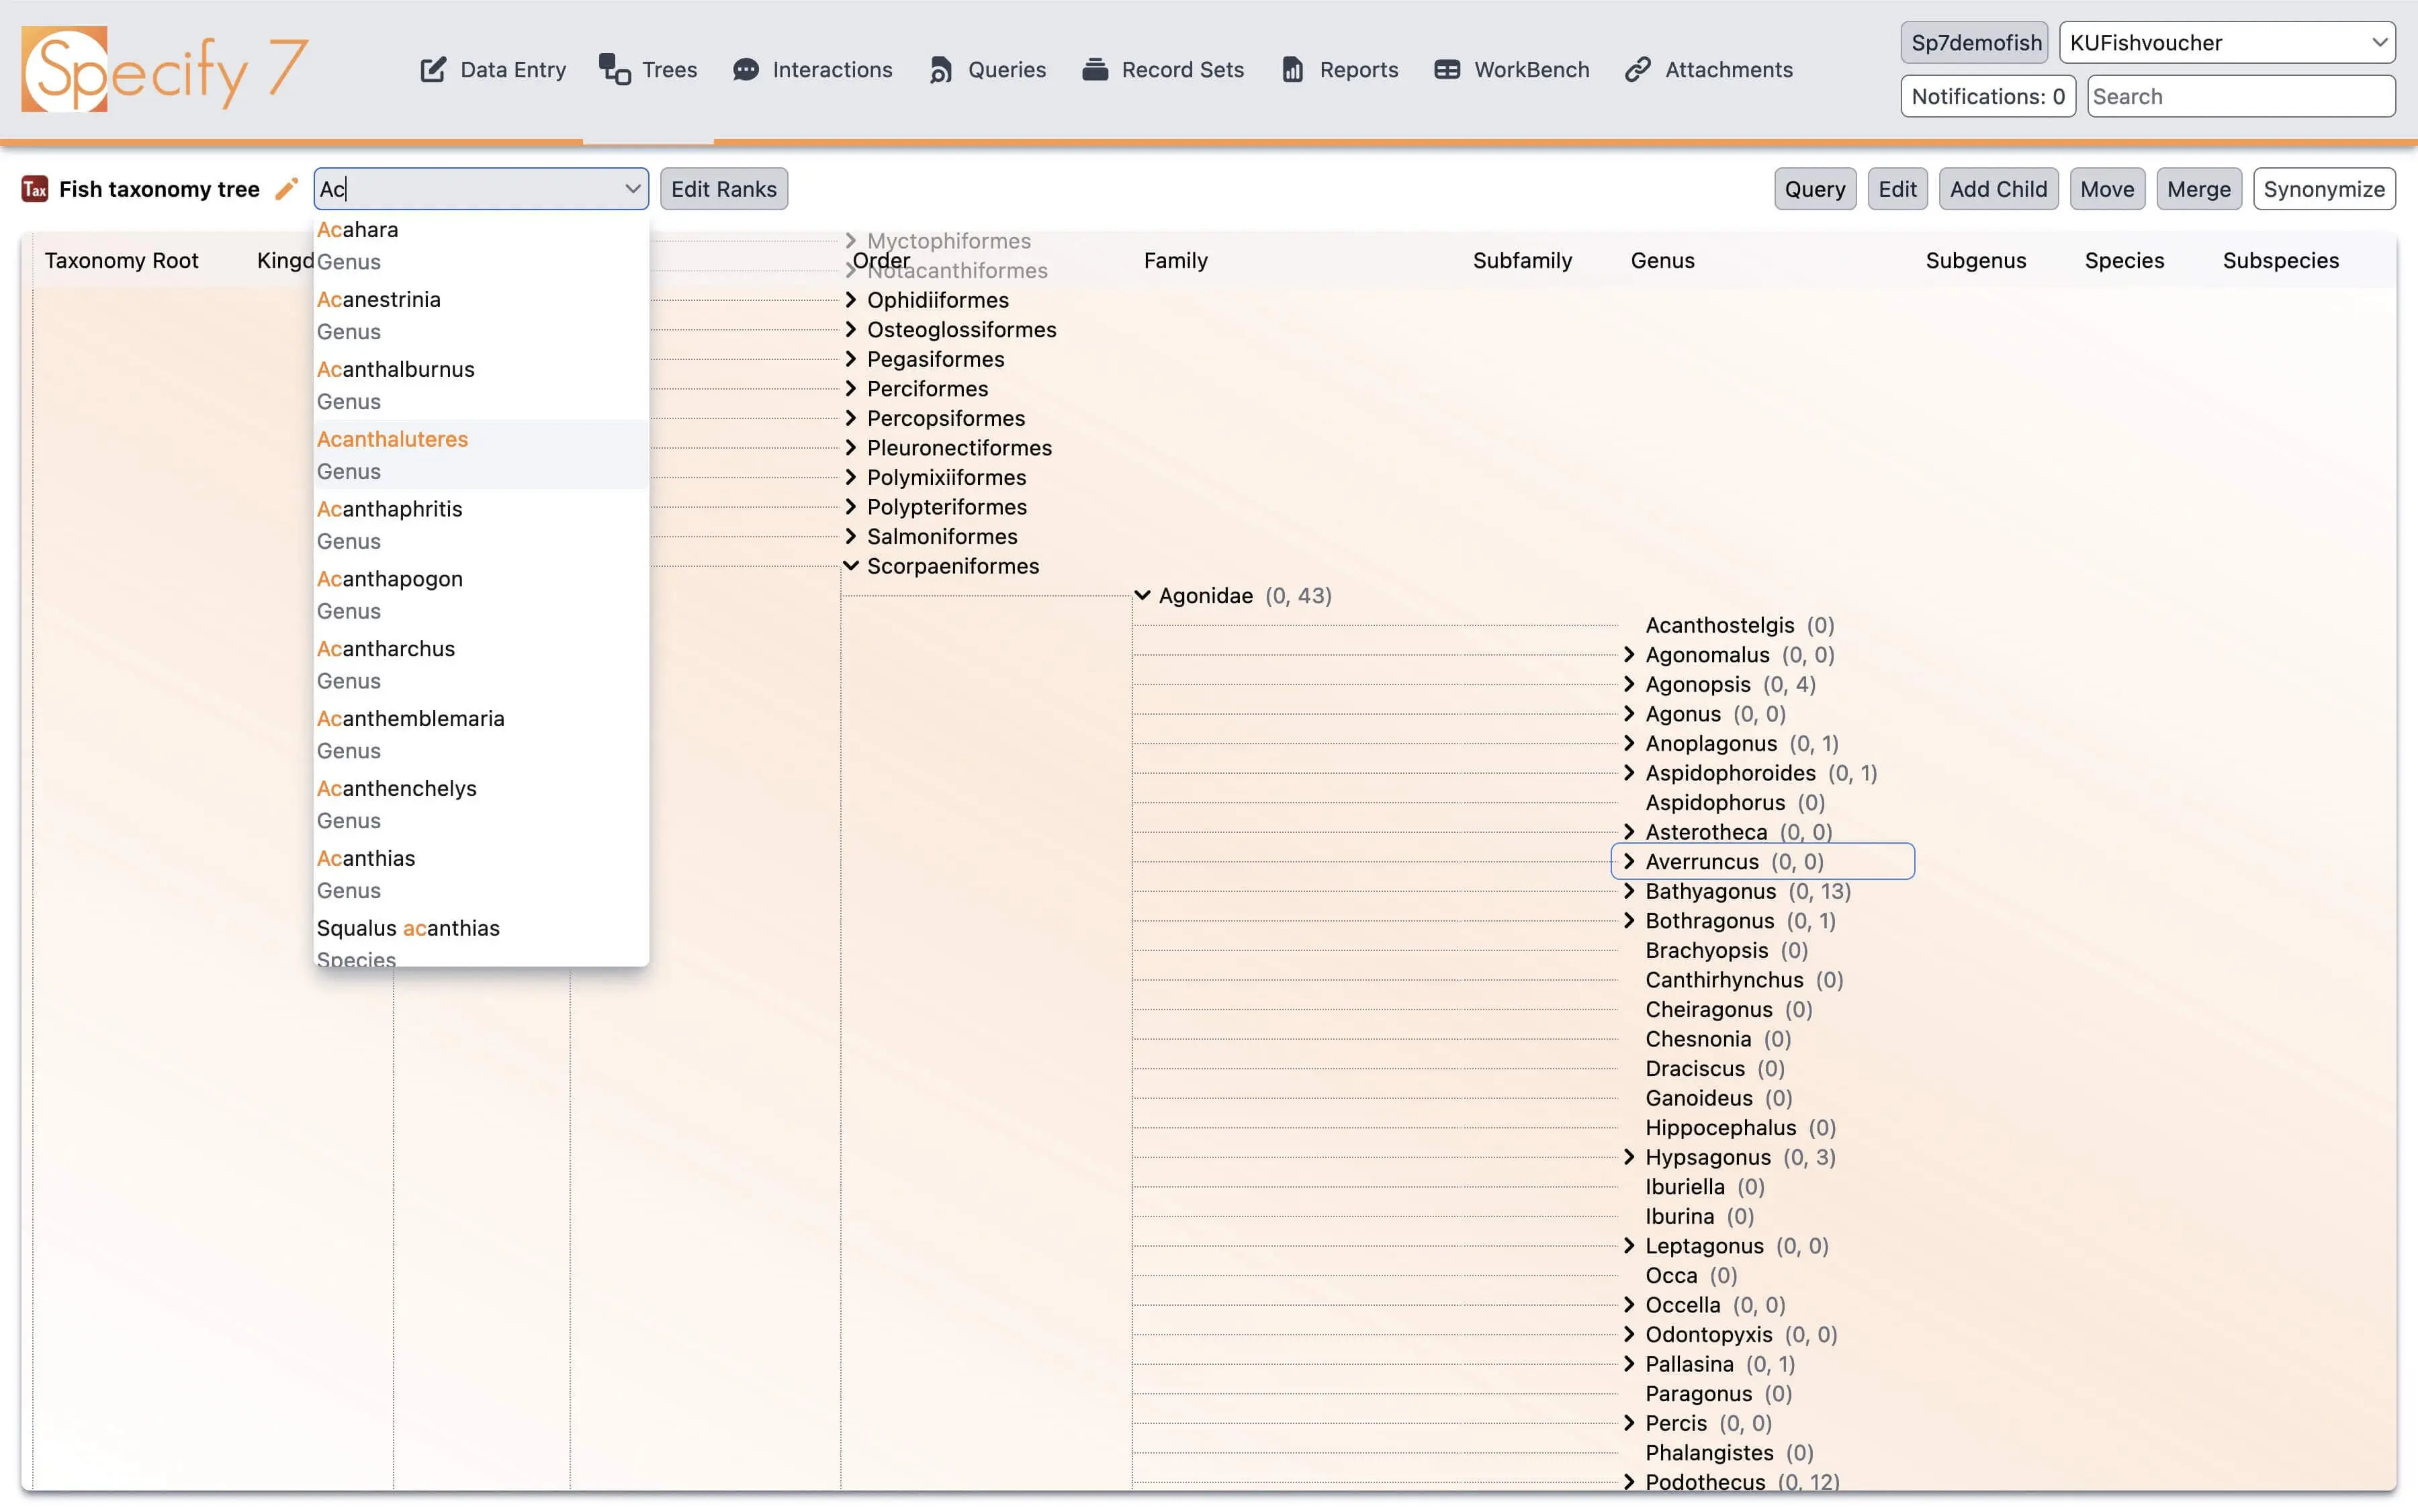 Specify 7
Data Entry
Trees
Interactions
Queries
Record Sets
Reports
WorkBench
Attachments
Sp7demofish
KUFishvoucher
Notifications: 0
Search
Tax
Fish taxonomy tree
Ac
Edit Ranks
Query
Edit
Add Child
Move
Merge
Synonymize
Taxonomy Root
Kingd
Order
Family
Subfamily
Genus
Subgenus
Species
Subspecies
Acahara
Genus
Acanestrinia
Genus
Acanthalburnus
Genus
Acanthaluteres
Genus
Acanthaphritis
Genus
Acanthapogon
Genus
Acantharchus
Genus
Acanthemblemaria
Genus
Acanthenchelys
Genus
Acanthias
Genus
Squalus acanthias
Species
Myctophiformes
Notacanthiformes
Ophidiiformes
Osteoglossiformes
Pegasiformes
Perciformes
Percopsiformes
Pleuronectiformes
Polymixiiformes
Polypteriformes
Salmoniformes
Scorpaeniformes
Agonidae (0, 43)
Acanthostelgis (0)
Agonomalus (0, 0)
Agonopsis (0, 4)
Agonus (0, 0)
Anoplagonus (0, 1)
Aspidophoroides (0, 1)
Aspidophorus (0)
Asterotheca (0, 0)
Averruncus (0, 0)
Bathyagonus (0, 13)
Bothragonus (0, 1)
Brachyopsis (0)
Canthirhynchus (0)
Cheiragonus (0)
Chesnonia (0)
Draciscus (0)
Ganoideus (0)
Hippocephalus (0)
Hypsagonus (0, 3)
Iburiella (0)
Iburina (0)
Leptagonus (0, 0)
Occa (0)
Occella (0, 0)
Odontopyxis (0, 0)
Pallasina (0, 1)
Paragonus (0)
Percis (0, 0)
Phalangistes (0)
Podothecus (0, 12)